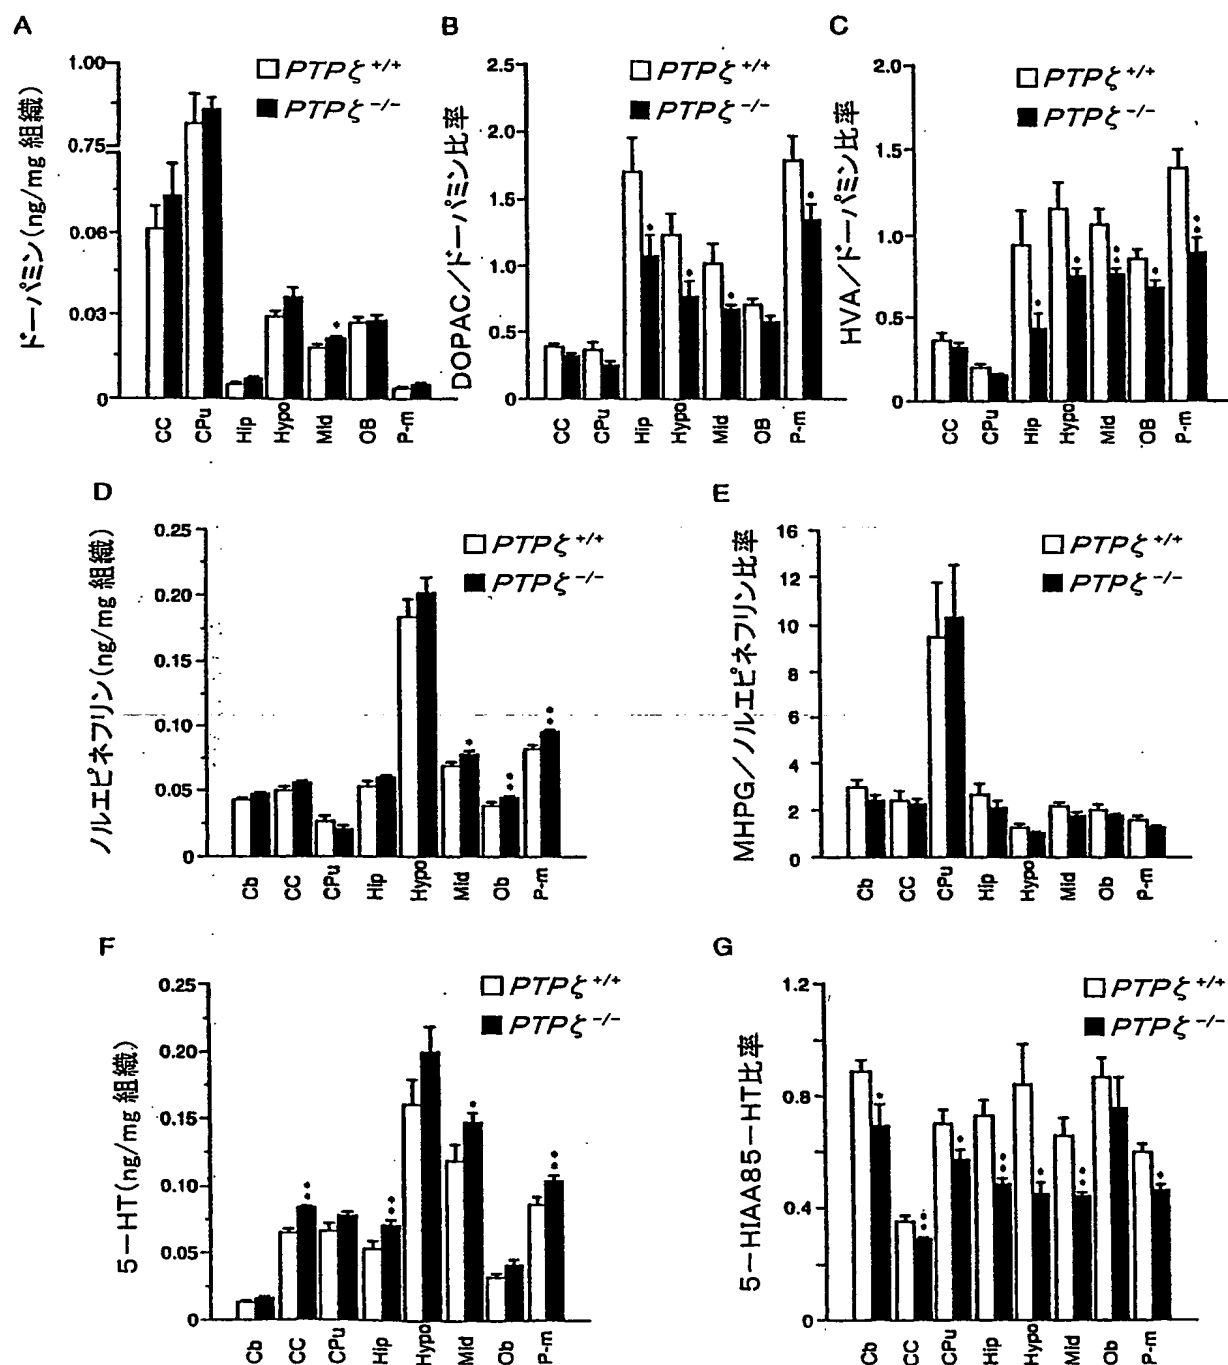 A
ドーパミン(ng/mg 組織)
1.00
0.75
0.06
0.03
0
PTPζ +/+
PTPζ -/-
CC CPu Hip Hypo Mid OB P-m
B
DOPAC/ドーパミン比率
2.5
2.0
1.5
1.0
0.5
0
PTPζ +/+
PTPζ -/-
CC CPu Hip Hypo Mid OB P-m
C
HVA/ドーパミン比率
2.0
1.5
1.0
0.5
0
PTPζ +/+
PTPζ -/-
CC CPu Hip Hypo Mid OB P-m
D
ノルエピネフリン(ng/mg 組織)
0.25
0.20
0.15
0.10
0.05
0
PTPζ +/+
PTPζ -/-
Cb CC CPu Hip Hypo Mid Ob P-m
E
MHPG/ノルエピネフリン比率
16
12
10
8
6
4
2
0
PTPζ +/+
PTPζ -/-
Cb CC CPu Hip Hypo Mid Ob P-m
F
5-HT(ng/mg 組織)
0.25
0.20
0.15
0.10
0.05
0
PTPζ +/+
PTPζ -/-
Cb CC CPu Hip Hypo Mid Ob P-m
G
5-HIAA85-HT比率
1.2
0.8
0.4
0
PTPζ +/+
PTPζ -/-
Cb CC CPu Hip Hypo Mid Ob P-m